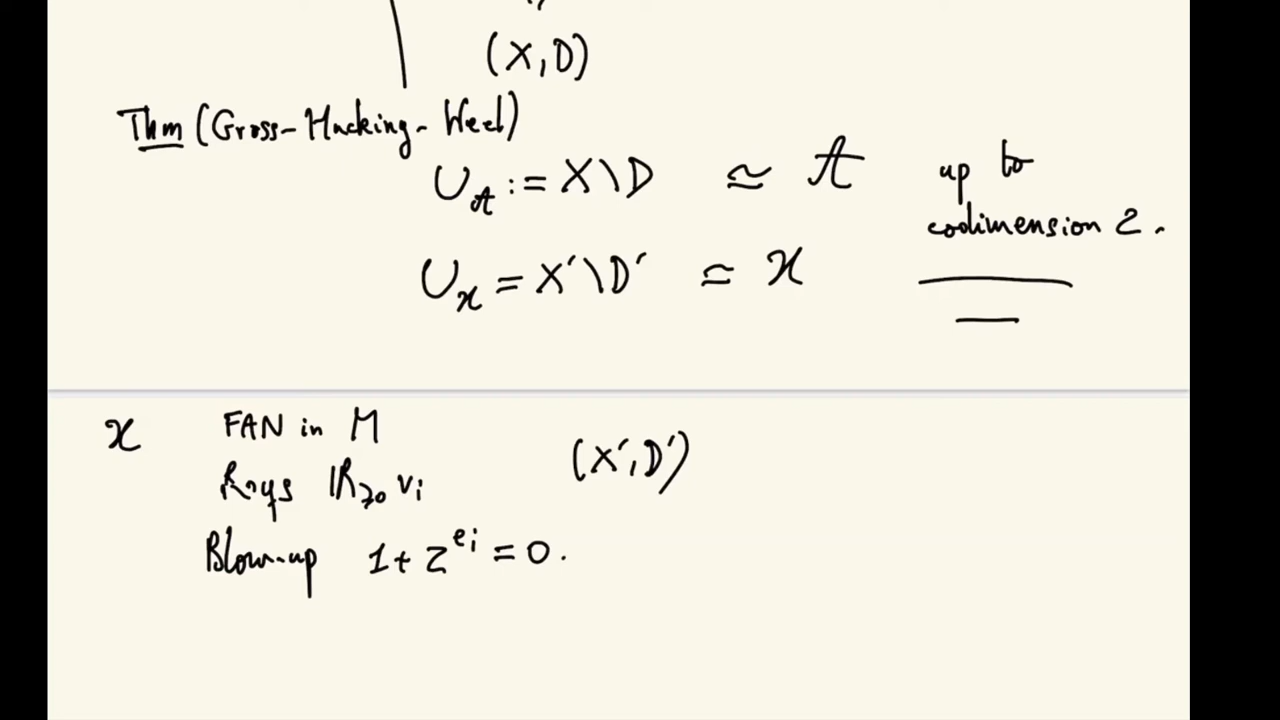 (X, D)
Thm (Gross-Hacking-Keel)
U_𝒜 := X \ D ≃ 𝒜 up to
codimension 2.
U_𝒳 = X′ \ D′ ≃ 𝒳
𝒳 FAN in M (X′, D′)
Rays ℝ≥0 vᵢ
Blow-up 1 + z^{eᵢ} = 0.